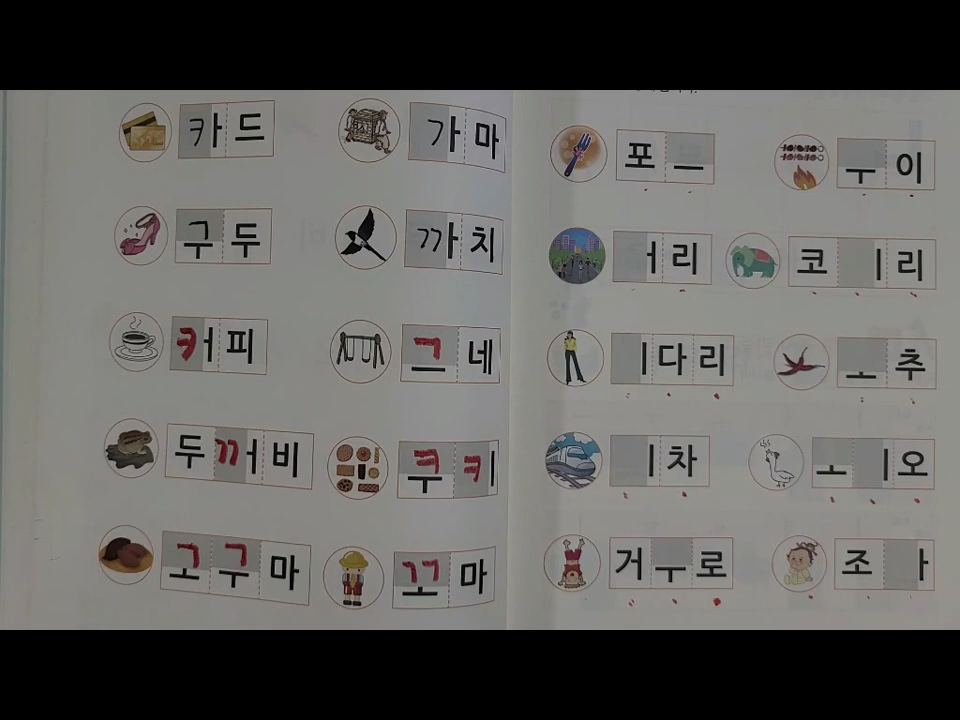 카드 가마
구두 까치
커피 그네
두꺼비 쿠키
고구마 꼬마
포ㅡ ㅜ이
ㅓ리 코ㅣ리
ㅣ다리 ㅗ추
ㅣ차 ㅗㅣ오
거ㅜ로 조ㅏ